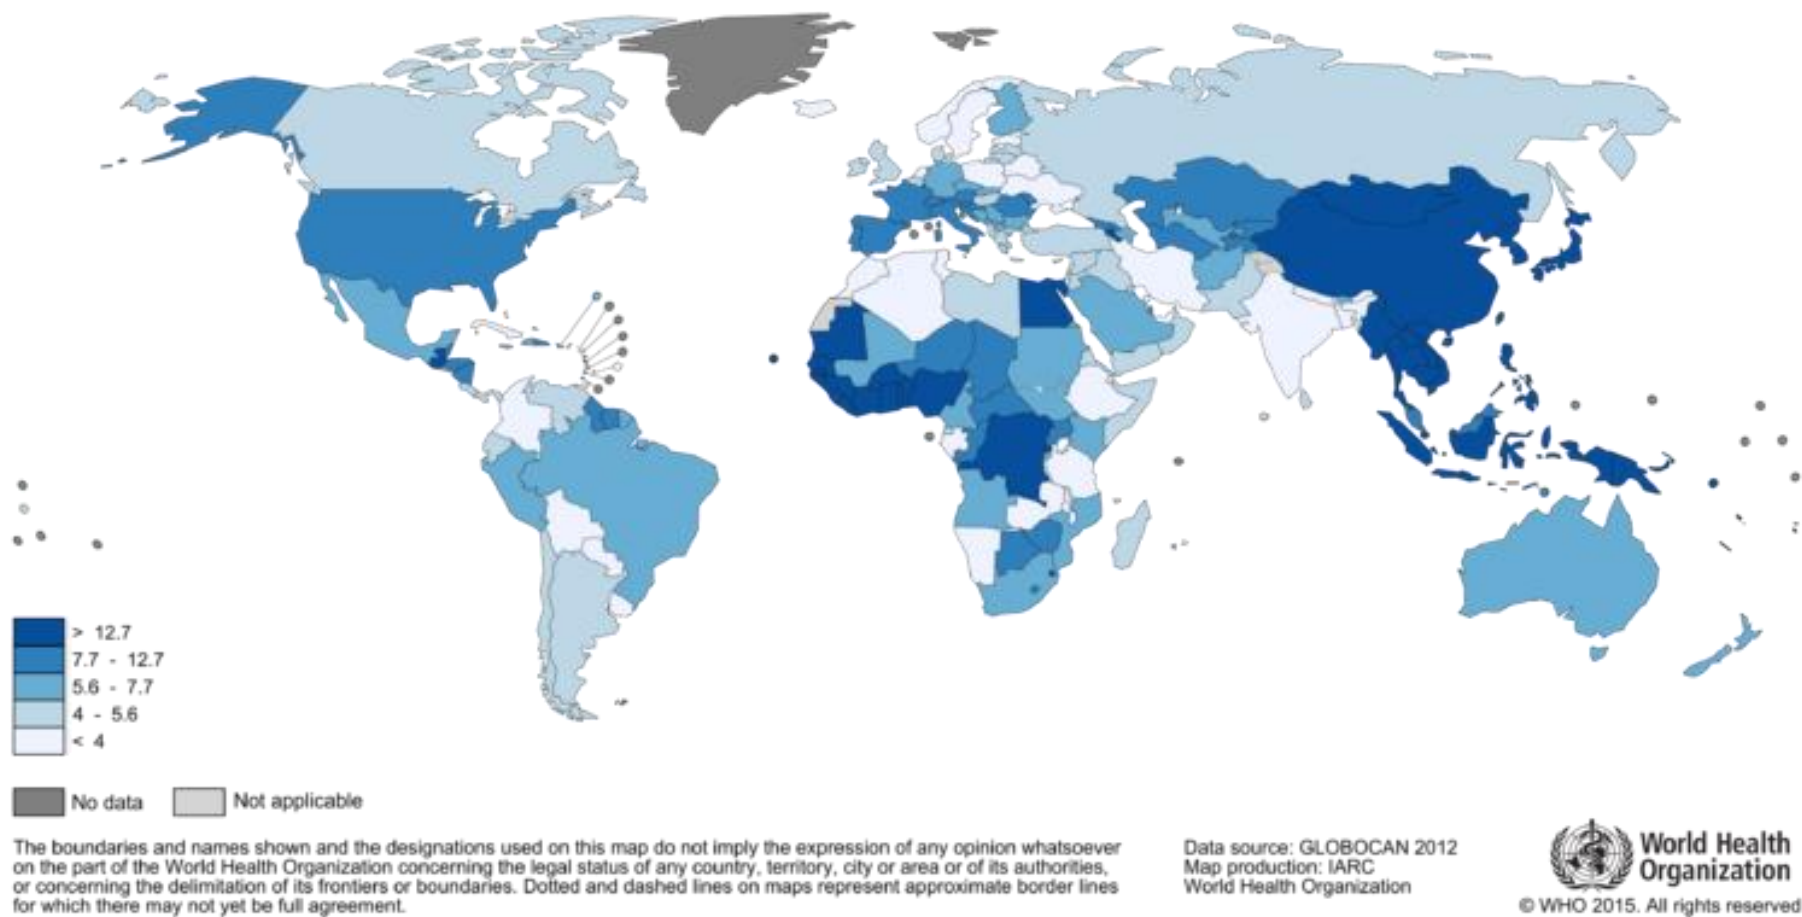 > 12.7
7.7 - 12.7
5.6 - 7.7
4 - 5.6
< 4
No data
Not applicable
The boundaries and names shown and the designations used on this map do not imply the expression of any opinion whatsoever
on the part of the World Health Organization concerning the legal status of any country, territory, city or area or of its authorities,
or concerning the delimitation of its frontiers or boundaries. Dotted and dashed lines on maps represent approximate border lines
for which there may not yet be full agreement.
Data source: GLOBOCAN 2012
Map production: IARC
World Health Organization
World Health
Organization
© WHO 2015. All rights reserved